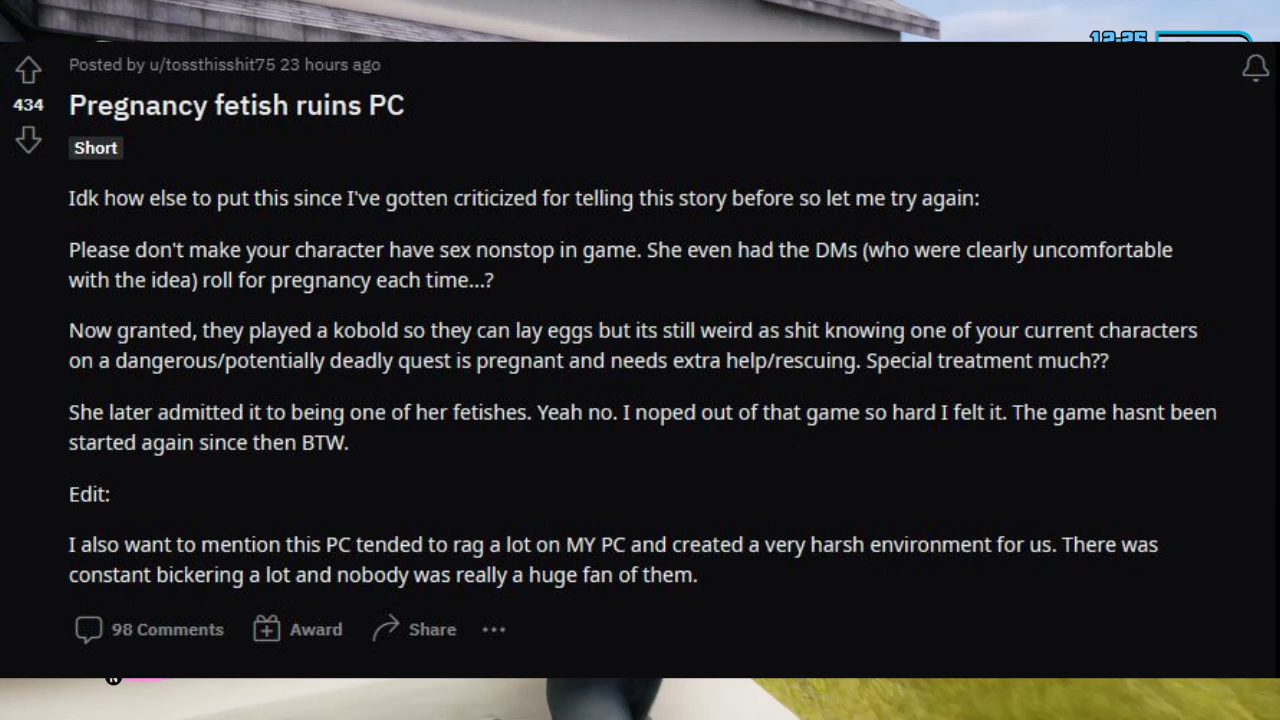 12:25
Posted by u/tossthisshit75 23 hours ago
434
Pregnancy fetish ruins PC
Short
Idk how else to put this since I've gotten criticized for telling this story before so let me try again:
Please don't make your character have sex nonstop in game. She even had the DMs (who were clearly uncomfortable
with the idea) roll for pregnancy each time...?
Now granted, they played a kobold so they can lay eggs but its still weird as shit knowing one of your current characters
on a dangerous/potentially deadly quest is pregnant and needs extra help/rescuing. Special treatment much??
She later admitted it to being one of her fetishes. Yeah no. I noped out of that game so hard I felt it. The game hasnt been
started again since then BTW.
Edit:
I also want to mention this PC tended to rag a lot on MY PC and created a very harsh environment for us. There was
constant bickering a lot and nobody was really a huge fan of them.
98 Comments Award Share
N